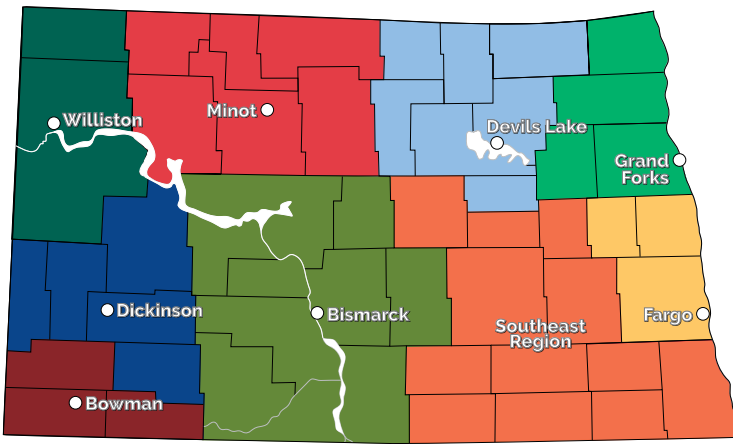 Williston
Minot
Devils Lake
Grand
Forks
Dickinson
Bismarck
Fargo
Southeast
Region
Bowman